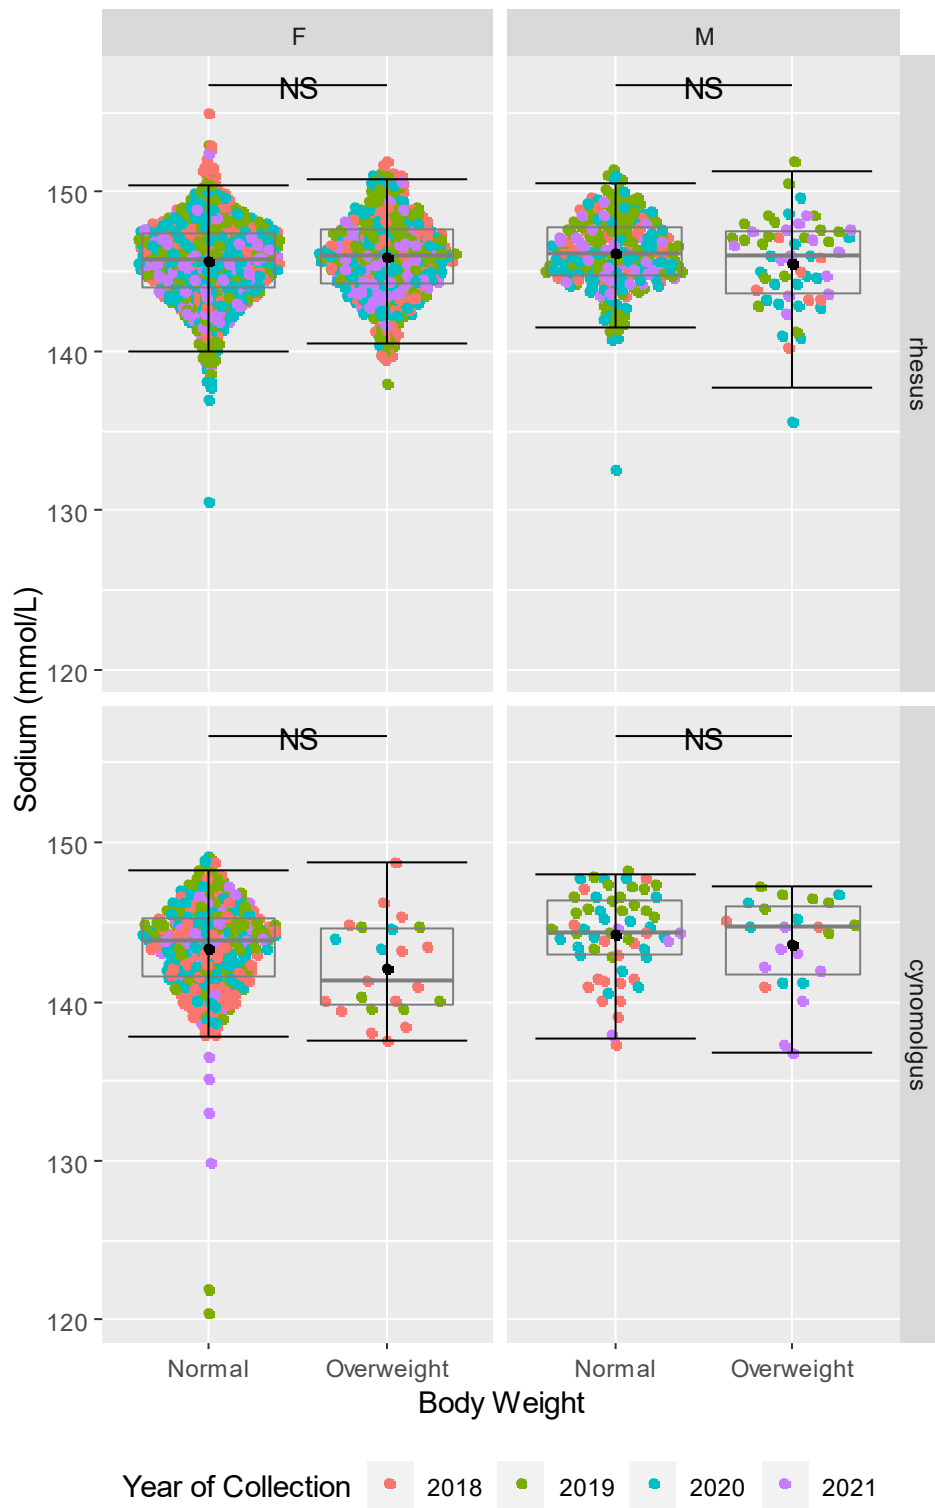 F
M
NS
NS
150
140
130
120
rhesus
Sodium (mmol/L)
NS
NS
150
140
130
120
cynomolgus
Normal
Overweight
Normal
Overweight
Body Weight
Year of Collection 2018 2019 2020 2021